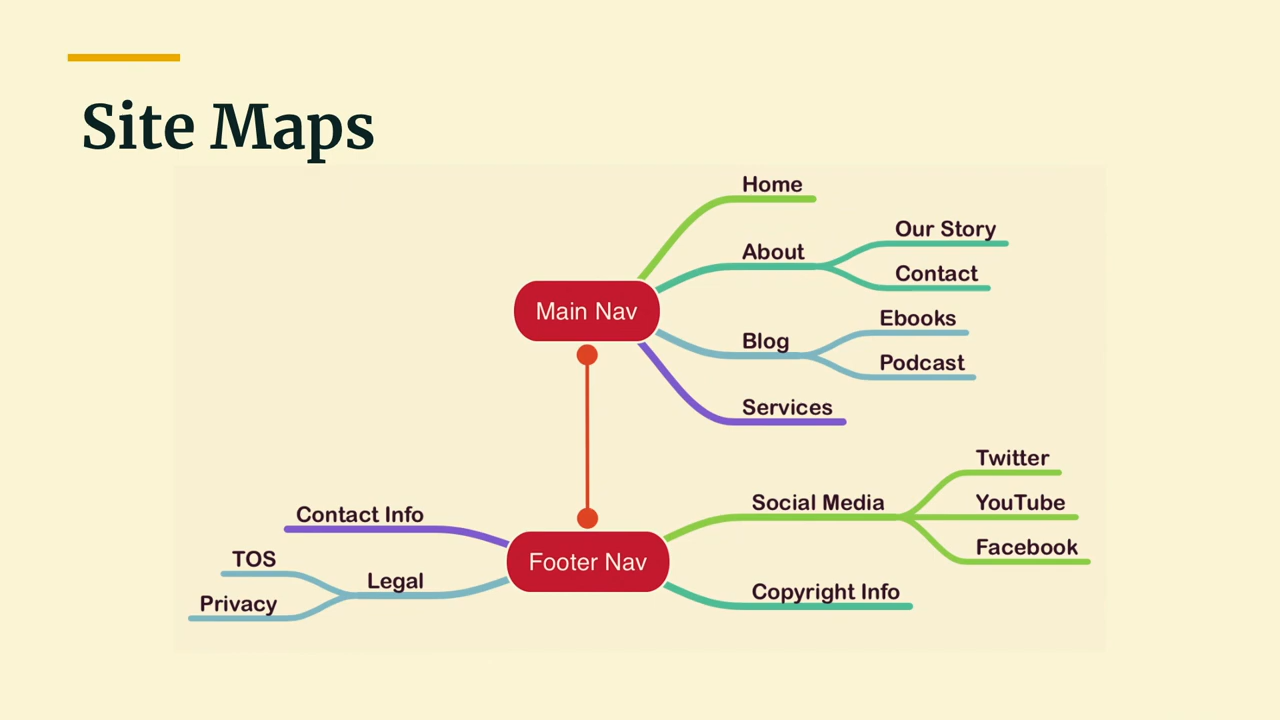 Site Maps
Home
Our Story
About
Contact
Main Nav
Ebooks
Blog
Podcast
Services
Twitter
Social Media
YouTube
Contact Info
Facebook
TOS
Footer Nav
Legal
Copyright Info
Privacy